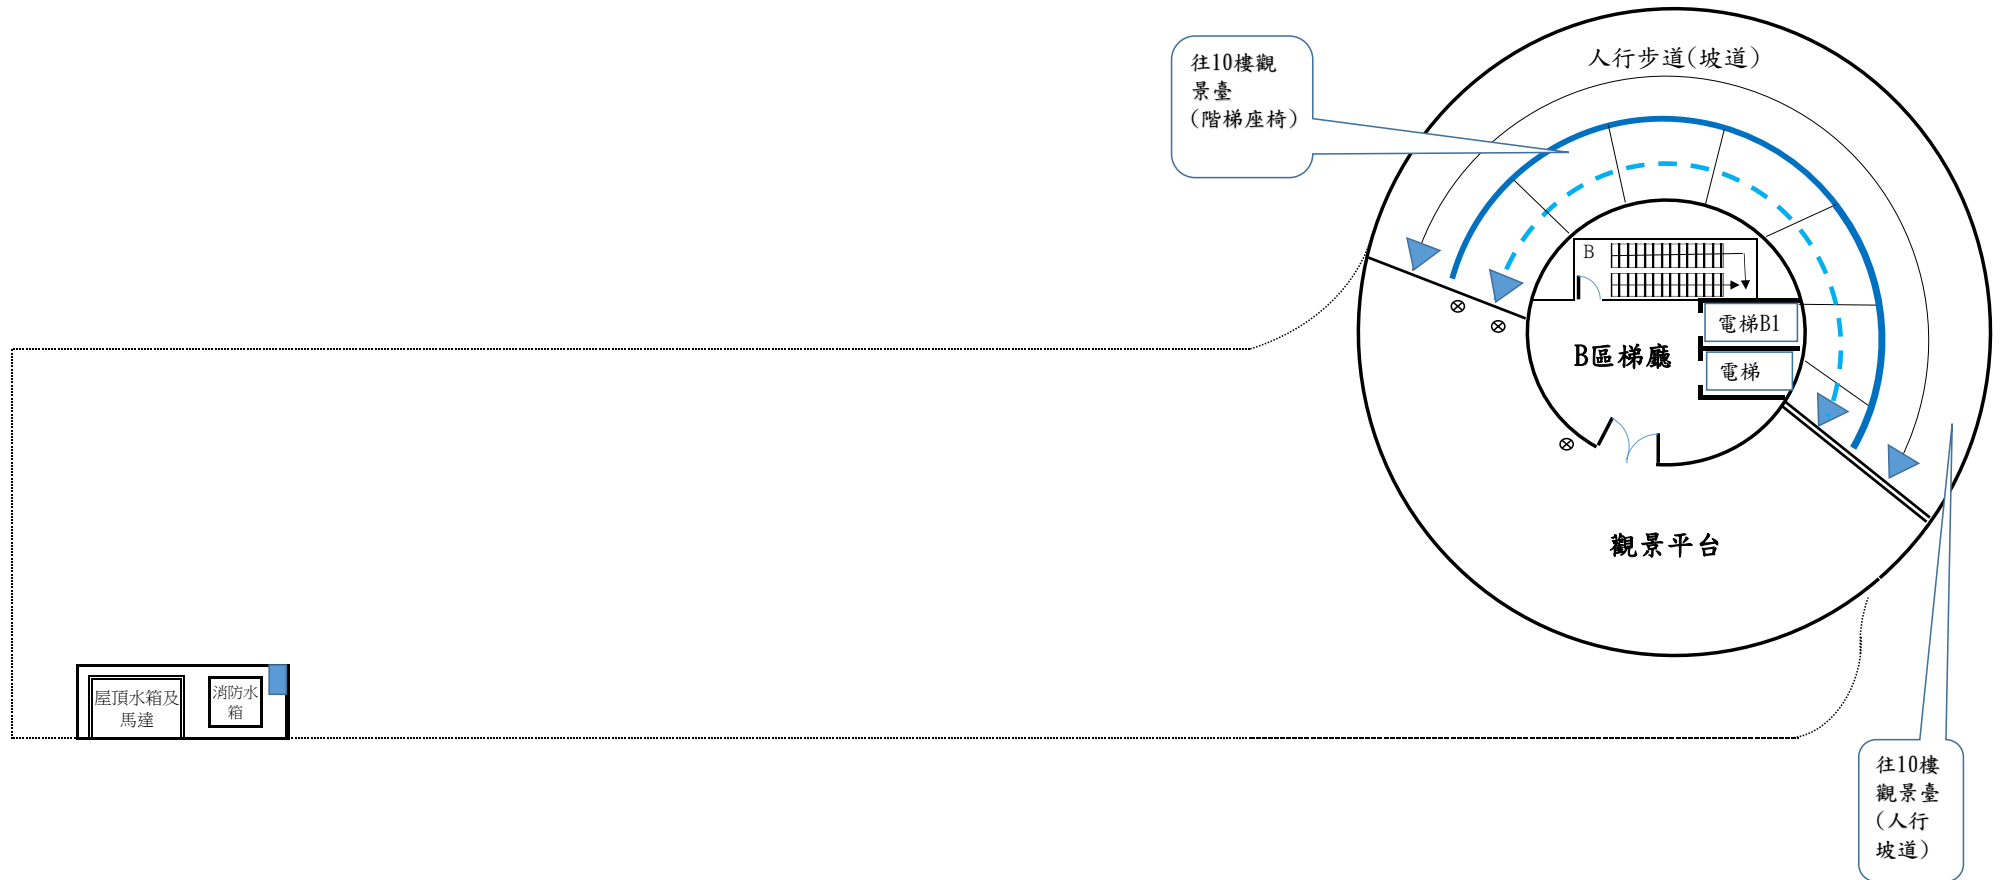 人行步道(坡道)
往10樓觀
景臺
(階梯座椅)
B
電梯B1
B區梯廳
電梯
觀景平台
屋頂水箱及
馬達
消防水
箱
往10樓
觀景臺
(人行
坡道)